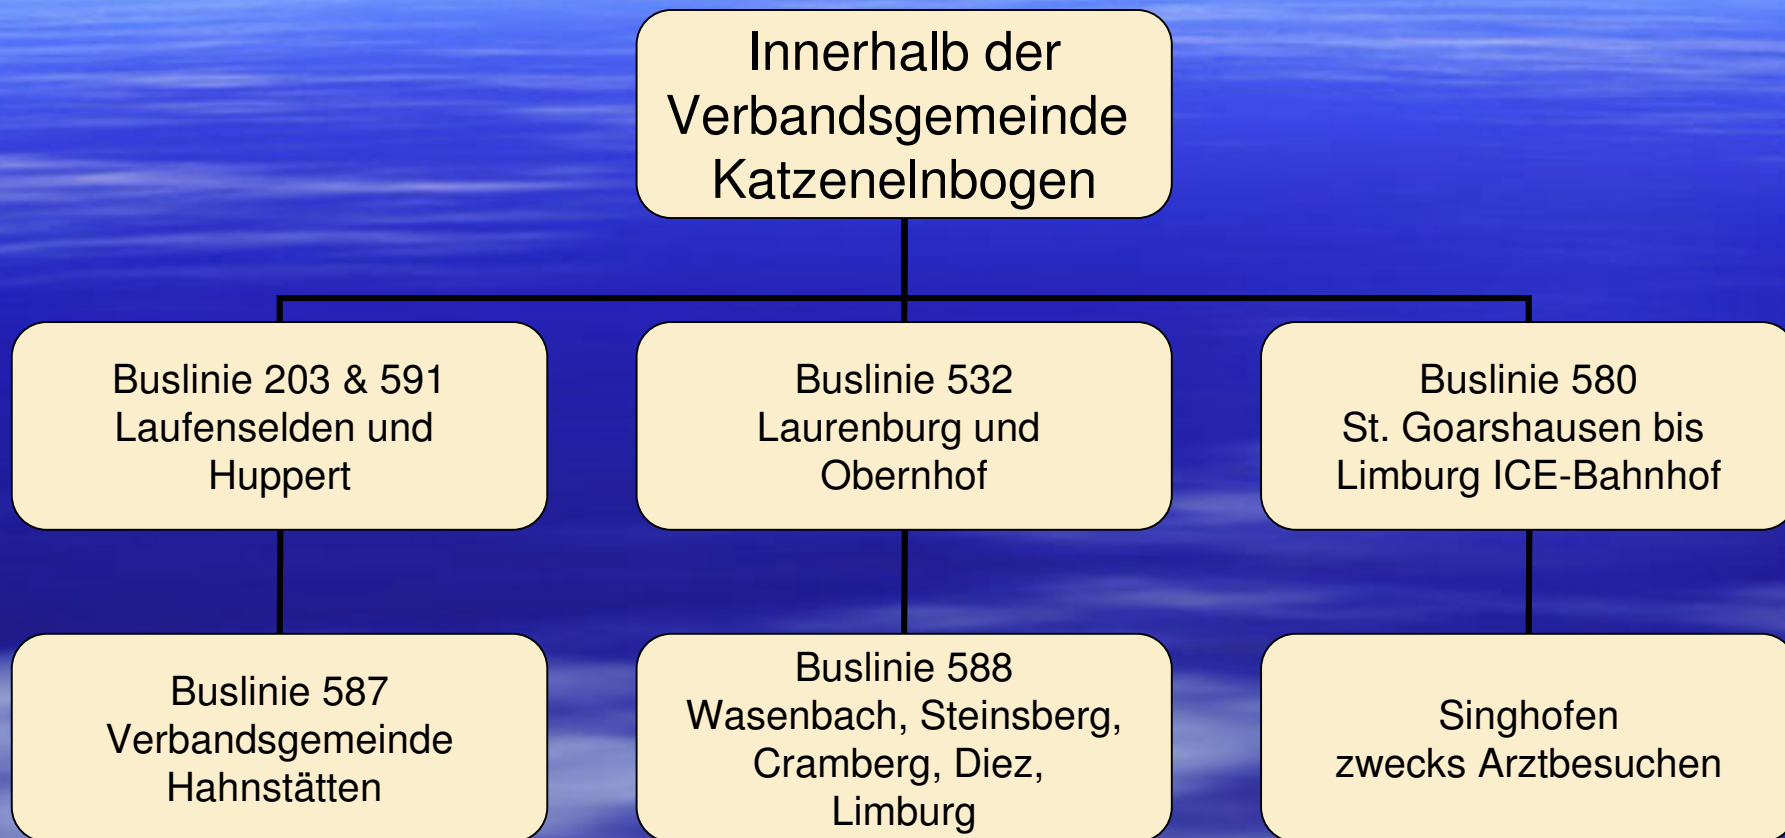 Innerhalb der
Verbandsgemeinde
Katzenelnbogen
Buslinie 203 & 591
Laufenselden und
Huppert
Buslinie 532
Laurenburg und
Obernhof
Buslinie 580
St. Goarshausen bis
Limburg ICE-Bahnhof
Buslinie 587
Verbandsgemeinde
Hahnstätten
Buslinie 588
Wasenbach, Steinsberg,
Cramberg, Diez,
Limburg
Singhofen
zwecks Arztbesuchen